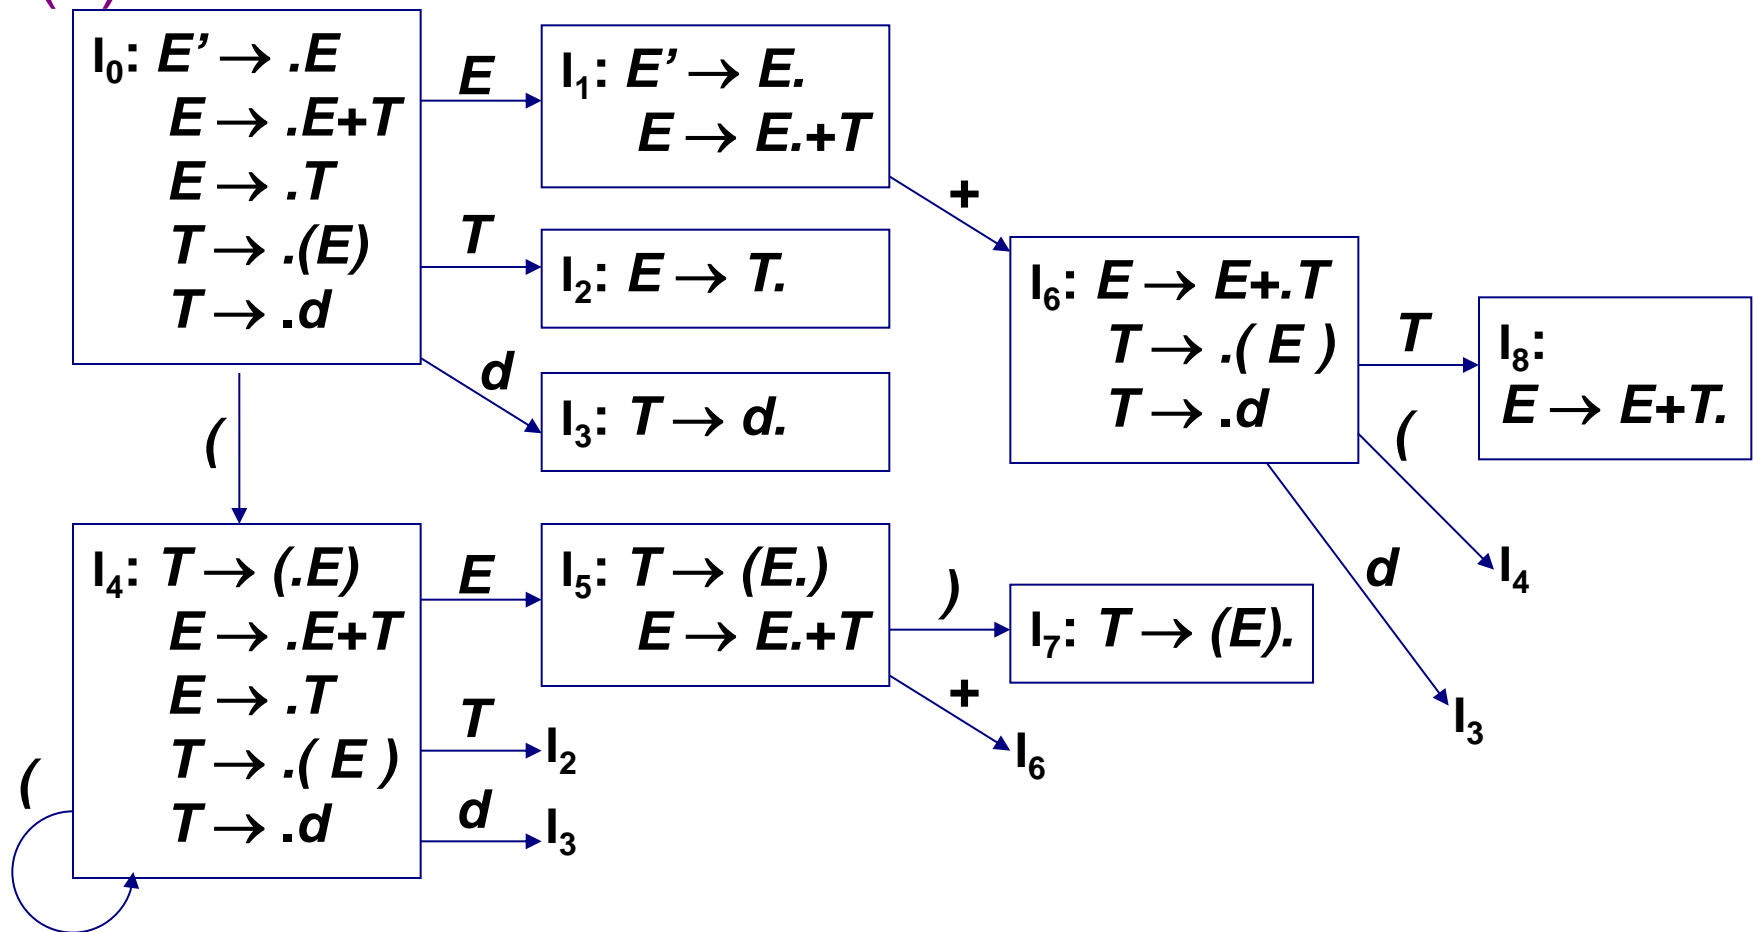 I0: E’ → .E
E → .E+T
E → .T
T → .(E)
T → .d
E
I1: E’ → E.
E → E.+T
T
I2: E → T.
d
I3: T → d.
+
I6: E → E+.T
T → .( E )
T → .d
T
I8:
E → E+T.
(
I4
d
I3
(
I4: T → (.E)
E → .E+T
E → .T
T → .( E )
T → .d
(
E
I5: T → (E.)
E → E.+T
)
I7: T → (E).
+
I6
T
I2
d
I3